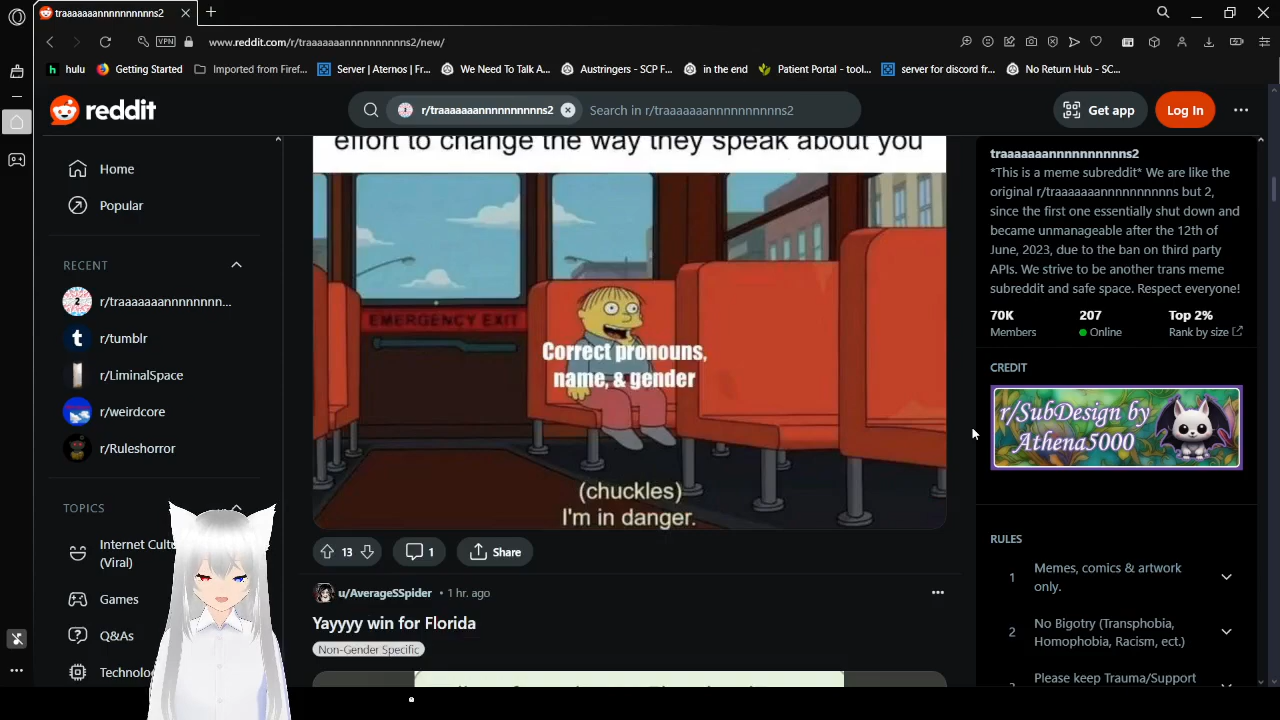 traaaaaaannnnnnnnnns2
www.reddit.com/r/traaaaaaannnnnnnnnns2/new/
VPN
hulu
Getting Started
Imported from Firef...
Server | Aternos | Fr...
We Need To Talk A...
Austringers - SCP F...
in the end
Patient Portal - tool...
server for discord fr...
No Return Hub - SC...
reddit
r/traaaaaaannnnnnnnnns2
Search in r/traaaaaaannnnnnnnnns2
Get app
Log In
Home
Popular
RECENT
r/traaaaaaannnnnnn...
r/tumblr
r/LiminalSpace
r/weirdcore
r/Ruleshorror
TOPICS
Internet Cult
(Viral)
Games
Q&As
Technolo
effort to change the way they speak about you
EMERGENCY EXIT
Correct pronouns,
name, & gender
(chuckles)
I'm in danger.
13
1
Share
u/AverageSSpider • 1 hr. ago
Yayyyy win for Florida
Non-Gender Specific
traaaaaaannnnnnnnnns2
*This is a meme subreddit* We are like the
original r/traaaaaaannnnnnnnnns but 2,
since the first one essentially shut down and
became unmanageable after the 12th of
June, 2023, due to the ban on third party
APIs. We strive to be another trans meme
subreddit and safe space. Respect everyone!
70K
Members
207
Online
Top 2%
Rank by size
CREDIT
r/SubDesign by
Athena5000
RULES
1
Memes, comics & artwork
only.
2
No Bigotry (Transphobia,
Homophobia, Racism, ect.)
Please keep Trauma/Support